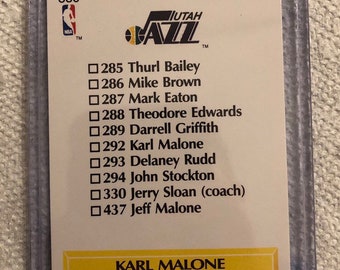 UTAH
JAZZ
TM
NBA
285 Thurl Bailey
286 Mike Brown
287 Mark Eaton
288 Theodore Edwards
289 Darrell Griffith
292 Karl Malone
293 Delaney Rudd
294 John Stockton
330 Jerry Sloan (coach)
437 Jeff Malone
KARL MALONE